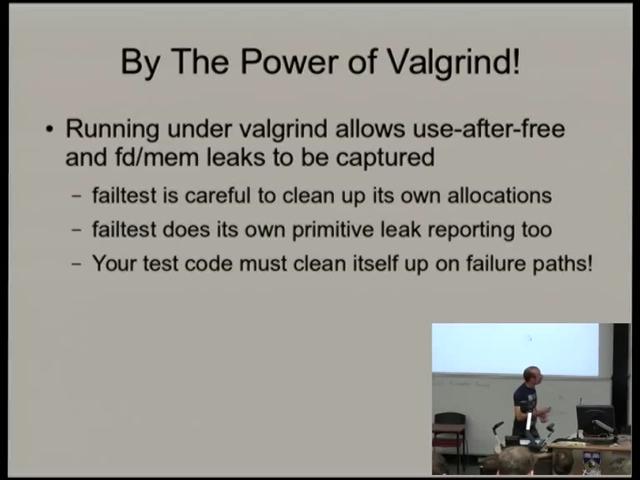 By The Power of Valgrind!
• Running under valgrind allows use-after-free
and fd/mem leaks to be captured
– failtest is careful to clean up its own allocations
– failtest does its own primitive leak reporting too
– Your test code must clean itself up on failure paths!